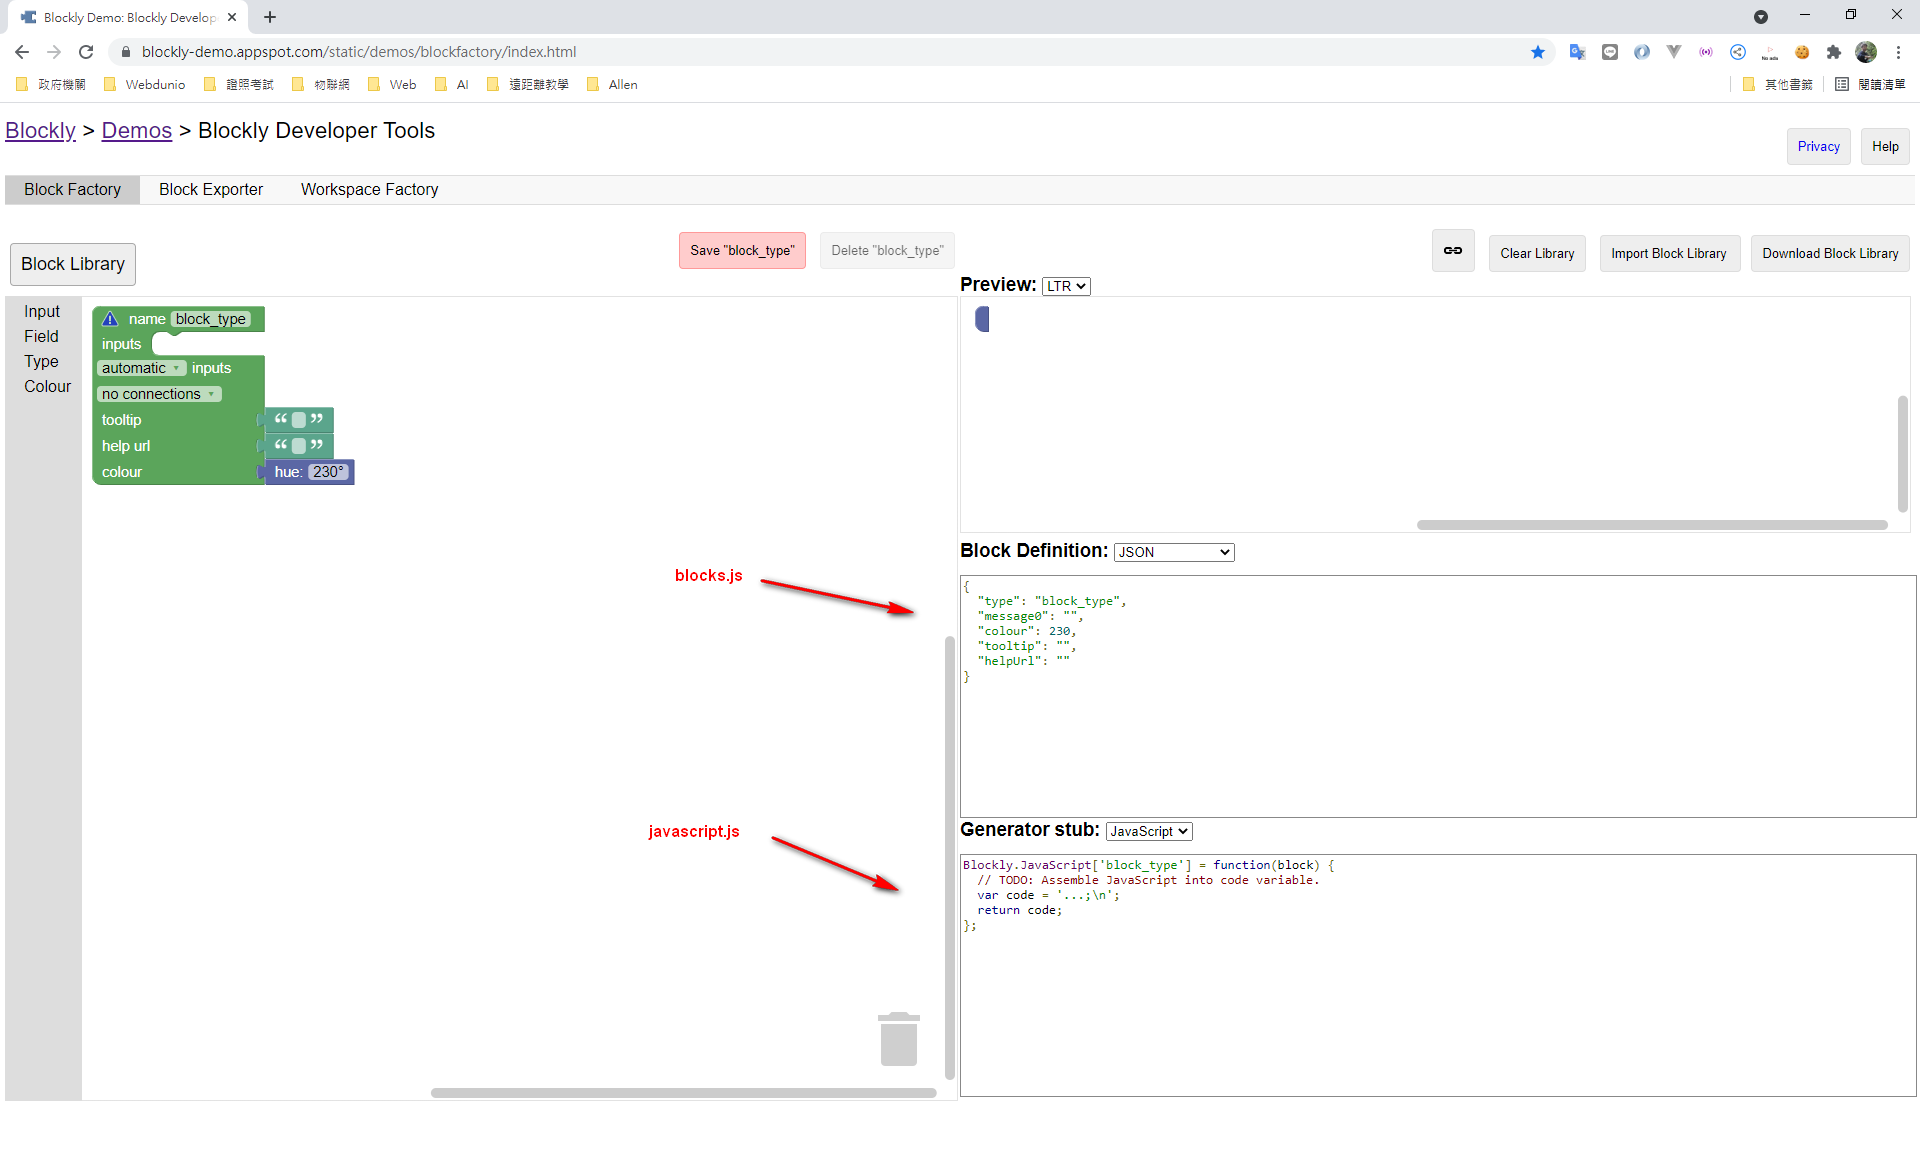 Blockly Demo: Blockly Develop
blockly-demo.appspot.com/static/demos/blockfactory/index.html
政府機關 Webdunio 證照考試 物聯網 Web AI 遠距離教學 Allen 其他書籤 閱讀清單
Blockly > Demos > Blockly Developer Tools
Privacy Help
Block Factory Block Exporter Workspace Factory
Block Library
Save "block_type" Delete "block_type"
Clear Library Import Block Library Download Block Library
Preview: LTR
Input
Field
Type
Colour
name block_type
inputs
automatic inputs
no connections
tooltip “ ”
help url “ ”
colour hue: 230°
Block Definition: JSON
blocks.js
{
"type": "block_type",
"message0": "",
"colour": 230,
"tooltip": "",
"helpUrl": ""
}
javascript.js
Generator stub: JavaScript
Blockly.JavaScript['block_type'] = function(block) {
// TODO: Assemble JavaScript into code variable.
var code = '...;\n';
return code;
};
No ads